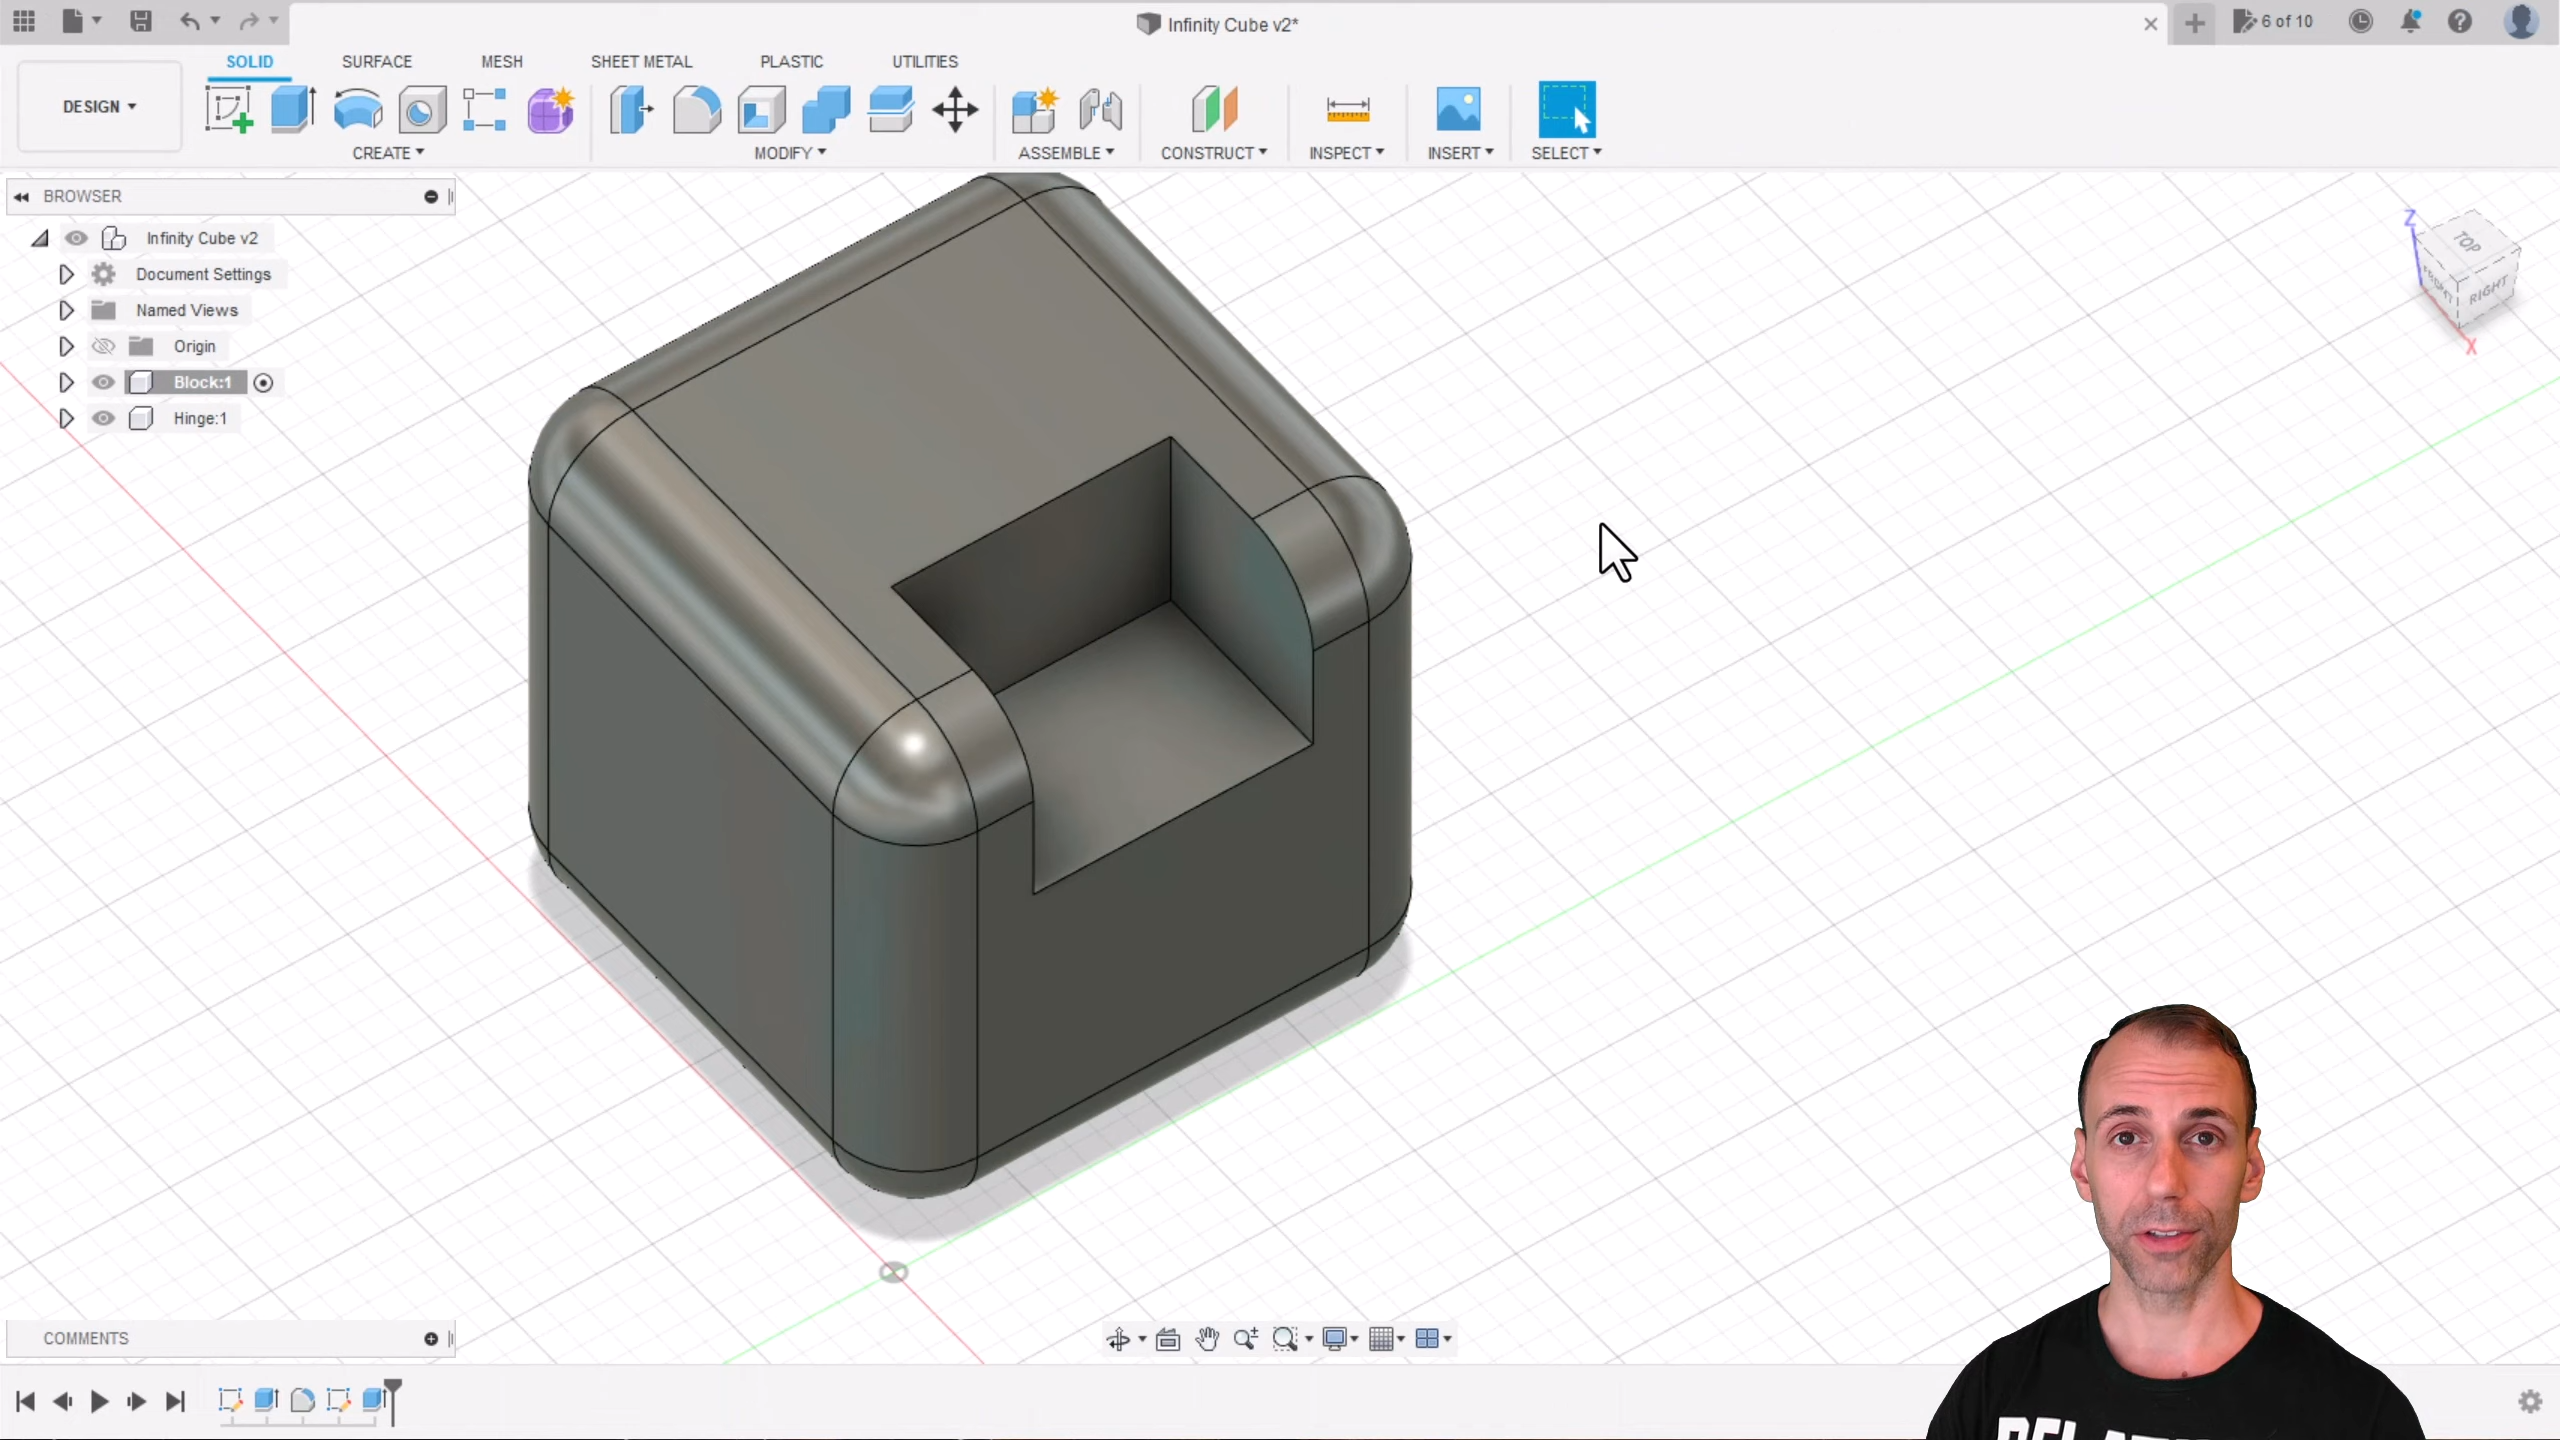 Infinity Cube v2*
6 of 10
SOLID
SURFACE
MESH
SHEET METAL
PLASTIC
UTILITIES
DESIGN
CREATE
MODIFY
ASSEMBLE
CONSTRUCT
INSPECT
INSERT
SELECT
BROWSER
Infinity Cube v2
Document Settings
Named Views
Origin
Block:1
Hinge:1
Z
TOP
FRONT
RIGHT
X
COMMENTS